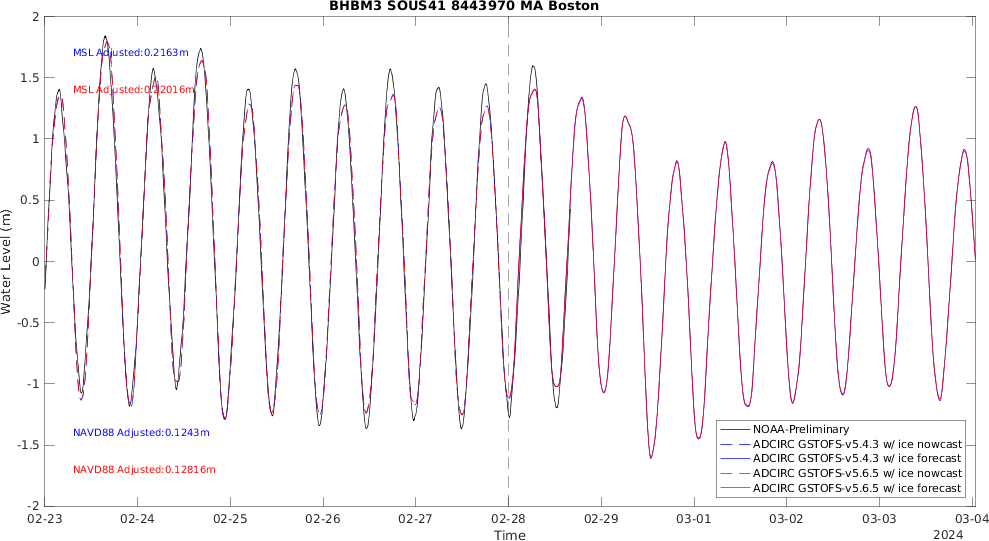 BHBM3 SOUS41 8443970 MA Boston
2
1.5
1
0.5
0
-0.5
-1
-1.5
-2
Water Level (m)
MSL Adjusted:0.2163m
MSL Adjusted:0.22016m
NAVD88 Adjusted:0.1243m
NAVD88 Adjusted:0.12816m
NOAA-Preliminary
ADCIRC GSTOFS-v5.4.3 w/ ice nowcast
ADCIRC GSTOFS-v5.4.3 w/ ice forecast
ADCIRC GSTOFS-v5.6.5 w/ ice nowcast
ADCIRC GSTOFS-v5.6.5 w/ ice forecast
02-23 02-24 02-25 02-26 02-27 02-28 02-29 03-01 03-02 03-03 03-04
Time
2024